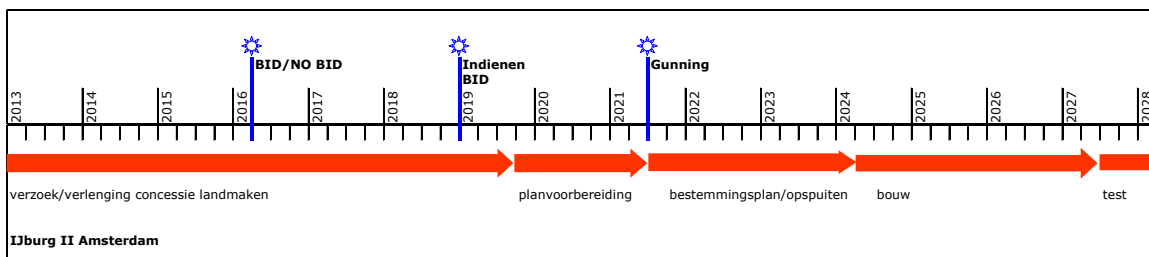 BID/NO BID
Indienen
BID
Gunning
2013
2014
2015
2016
2017
2018
2019
2020
2021
2022
2023
2024
2025
2026
2027
2028
verzoek/verlenging concessie landmaken
planvoorbereiding
bestemmingsplan/opspuiten
bouw
test
IJburg II Amsterdam